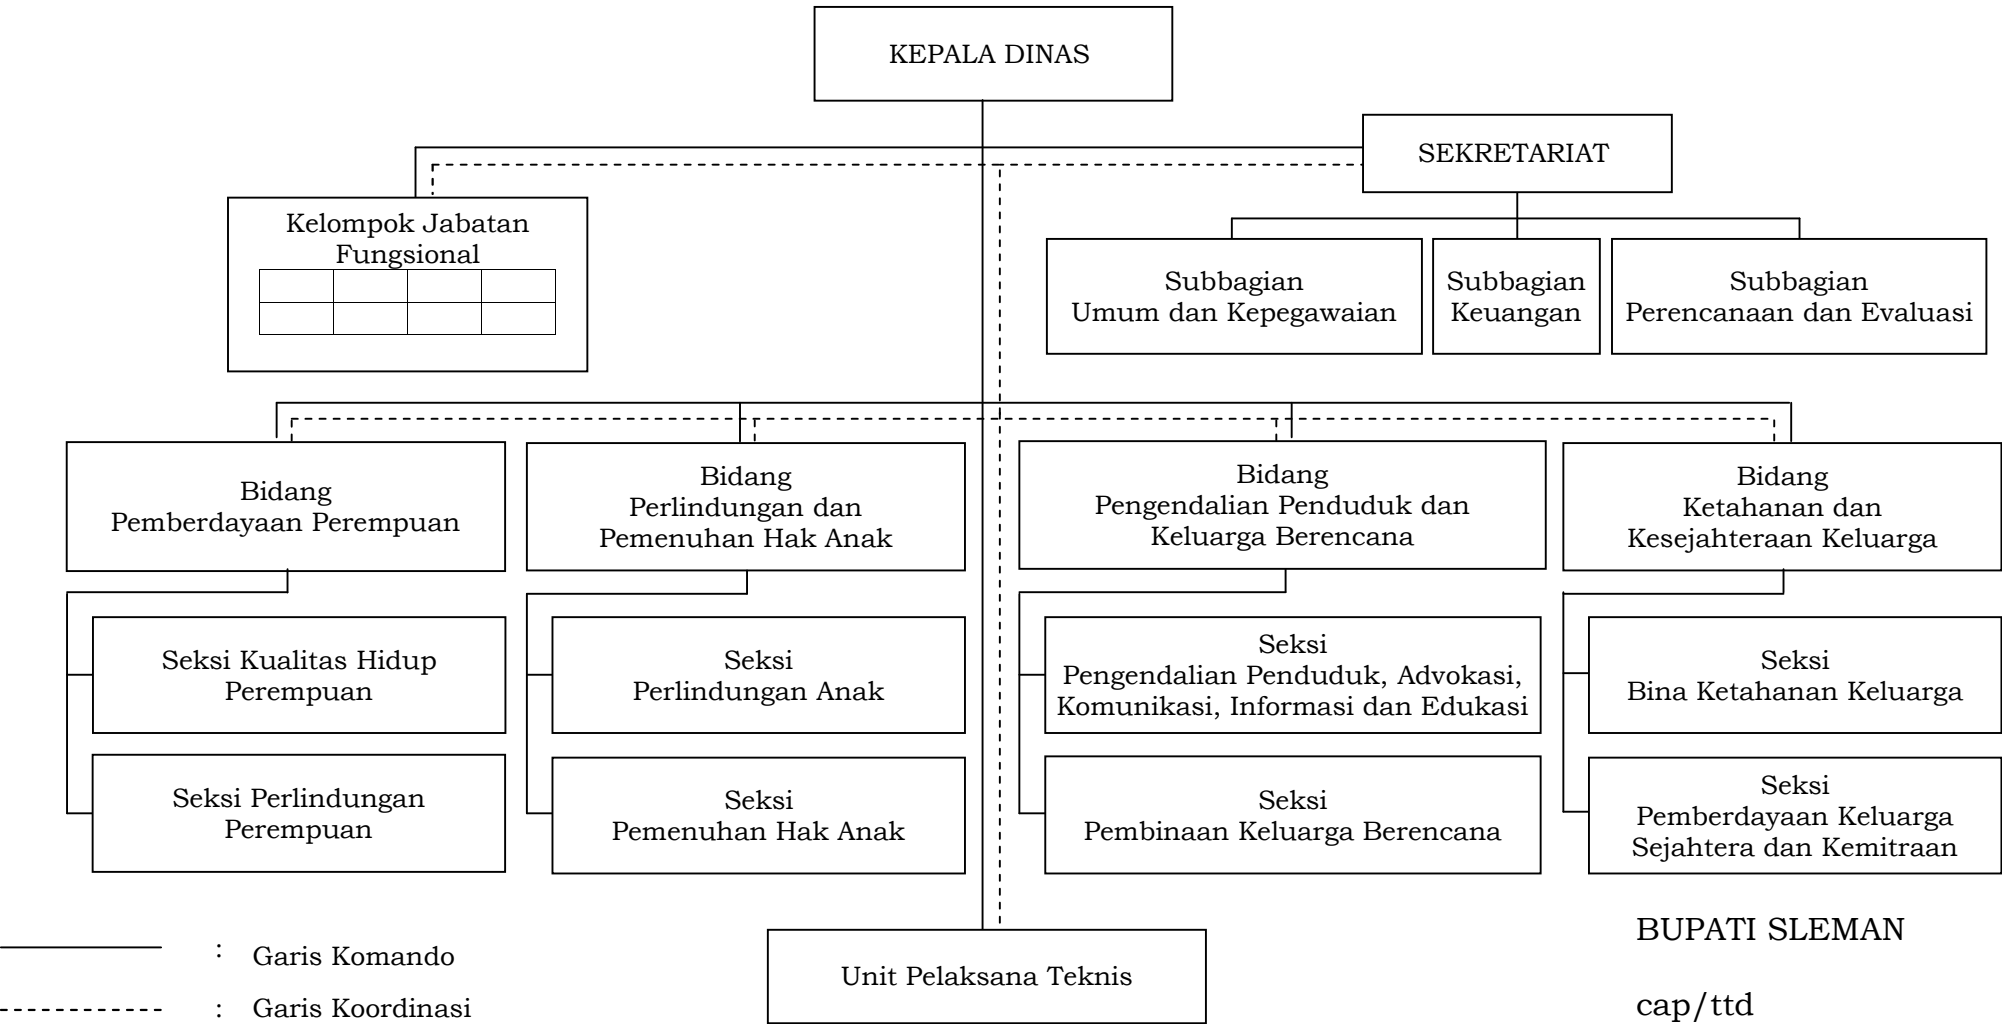 KEPALA DINAS
SEKRETARIAT
Kelompok Jabatan
Fungsional
Subbagian
Umum dan Kepegawaian
Subbagian
Keuangan
Subbagian
Perencanaan dan Evaluasi
Bidang
Pemberdayaan Perempuan
Bidang
Perlindungan dan
Pemenuhan Hak Anak
Bidang
Pengendalian Penduduk dan
Keluarga Berencana
Bidang
Ketahanan dan
Kesejahteraan Keluarga
Seksi Kualitas Hidup
Perempuan
Seksi
Perlindungan Anak
Seksi
Pengendalian Penduduk, Advokasi,
Komunikasi, Informasi dan Edukasi
Seksi
Bina Ketahanan Keluarga
Seksi Perlindungan
Perempuan
Seksi
Pemenuhan Hak Anak
Seksi
Pembinaan Keluarga Berencana
Seksi
Pemberdayaan Keluarga
Sejahtera dan Kemitraan
Unit Pelaksana Teknis
: Garis Komando
: Garis Koordinasi
BUPATI SLEMAN
cap/ttd